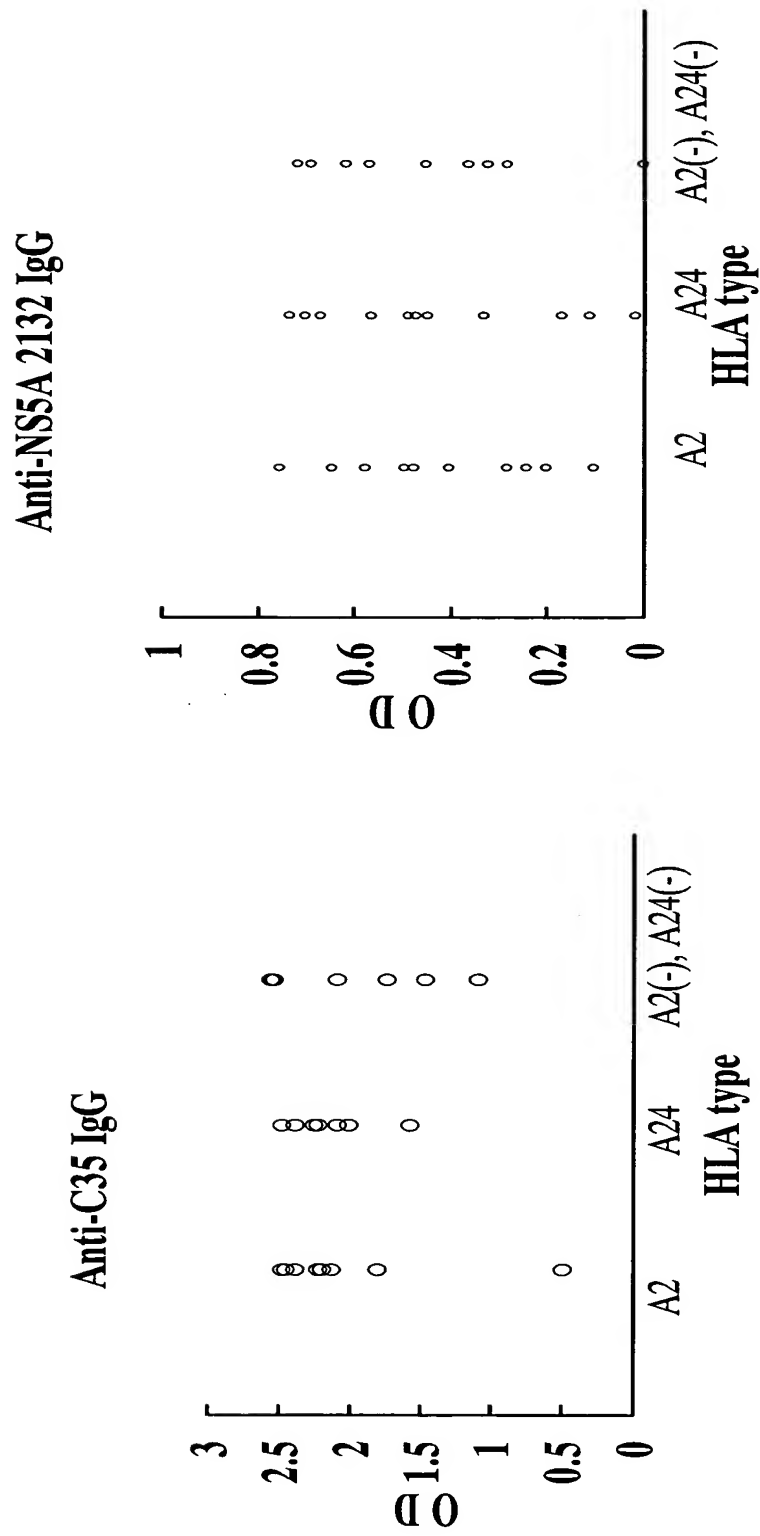 Anti-C35 IgG
3
2.5
2
1.5
1
0.5
0
O D
A2
A24
A2(-), A24(-)
HLA type
Anti-NS5A 2132 IgG
1
0.8
0.6
0.4
0.2
0
O D
A2
A24
A2(-), A24(-)
HLA type